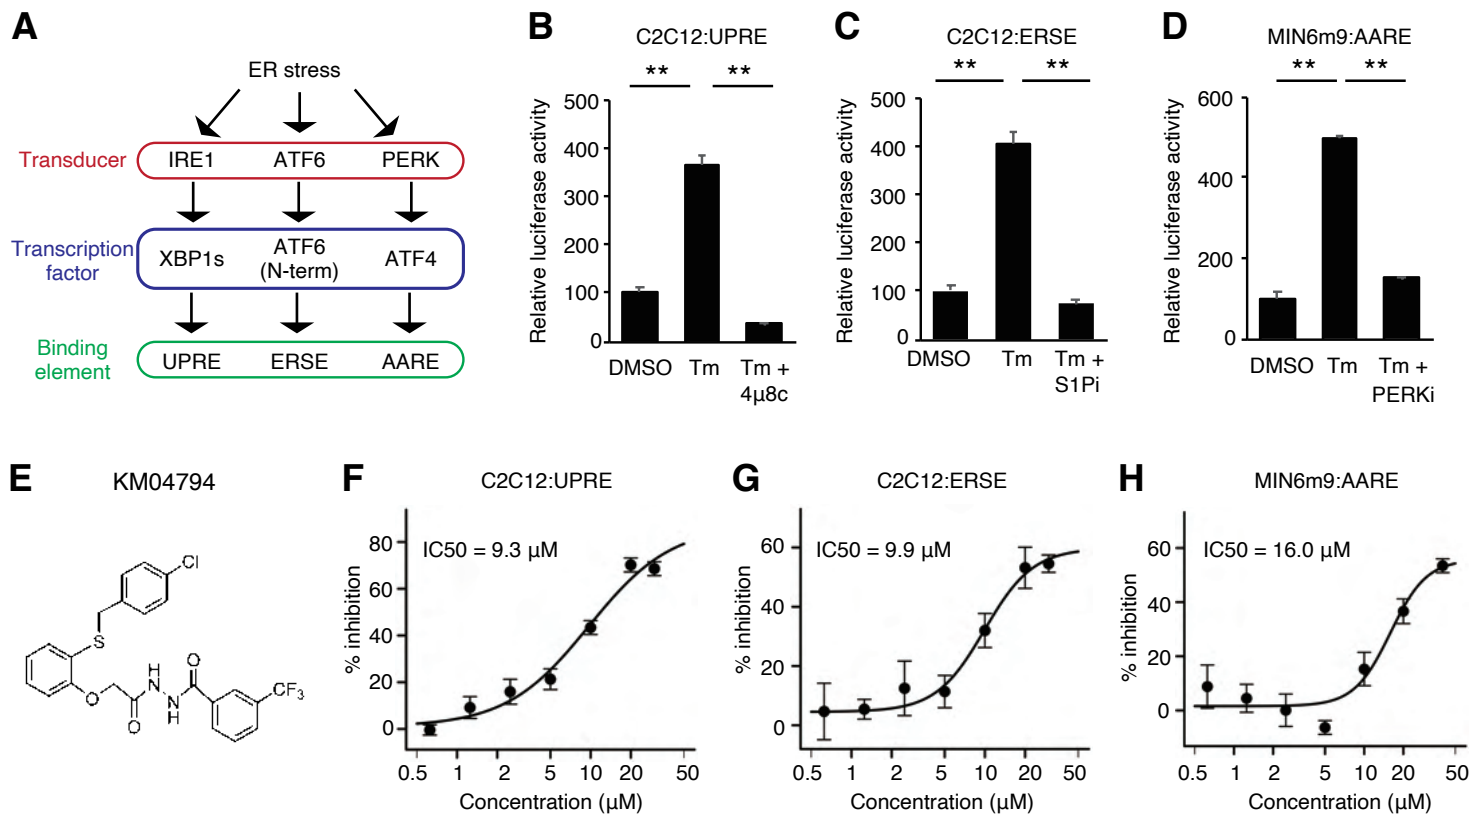 A
ER stress
Transducer
IRE1 ATF6 PERK
Transcription
factor
XBP1s
ATF6
(N-term)
ATF4
Binding
element
UPRE ERSE AARE
B
C2C12:UPRE
** **
Relative luciferase activity
500
400
300
200
100
0
DMSO Tm Tm +
4μ8c
C
C2C12:ERSE
** **
Relative luciferase activity
500
400
300
200
100
0
DMSO Tm Tm +
S1Pi
D
MIN6m9:AARE
** **
Relative luciferase activity
600
400
200
0
DMSO Tm Tm +
PERKi
E
KM04794
Cl
S
O
O
H
N
N
H
O
CF3
F
C2C12:UPRE
IC50 = 9.3 μM
% inhibition
80
60
40
20
0
0.5 1 2 5 10 20 50
Concentration (μM)
G
C2C12:ERSE
IC50 = 9.9 μM
% inhibition
60
40
20
0
0.5 1 2 5 10 20 50
Concentration (μM)
H
MIN6m9:AARE
IC50 = 16.0 μM
% inhibition
60
40
20
0
0.5 1 2 5 10 20 50
Concentration (μM)